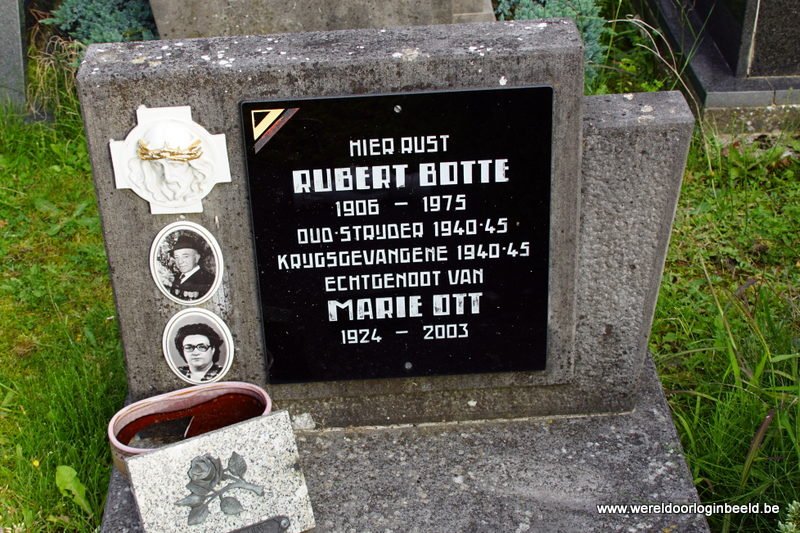 HIER RUST
RUBERT BOTTE
1906 – 1975
OUD-STRYDER 1940-45
KRYGSGEVANGENE 1940-45
ECHTGENOOT VAN
MARIE OTT
1924 – 2003
www.wereldoorloginbeeld.be